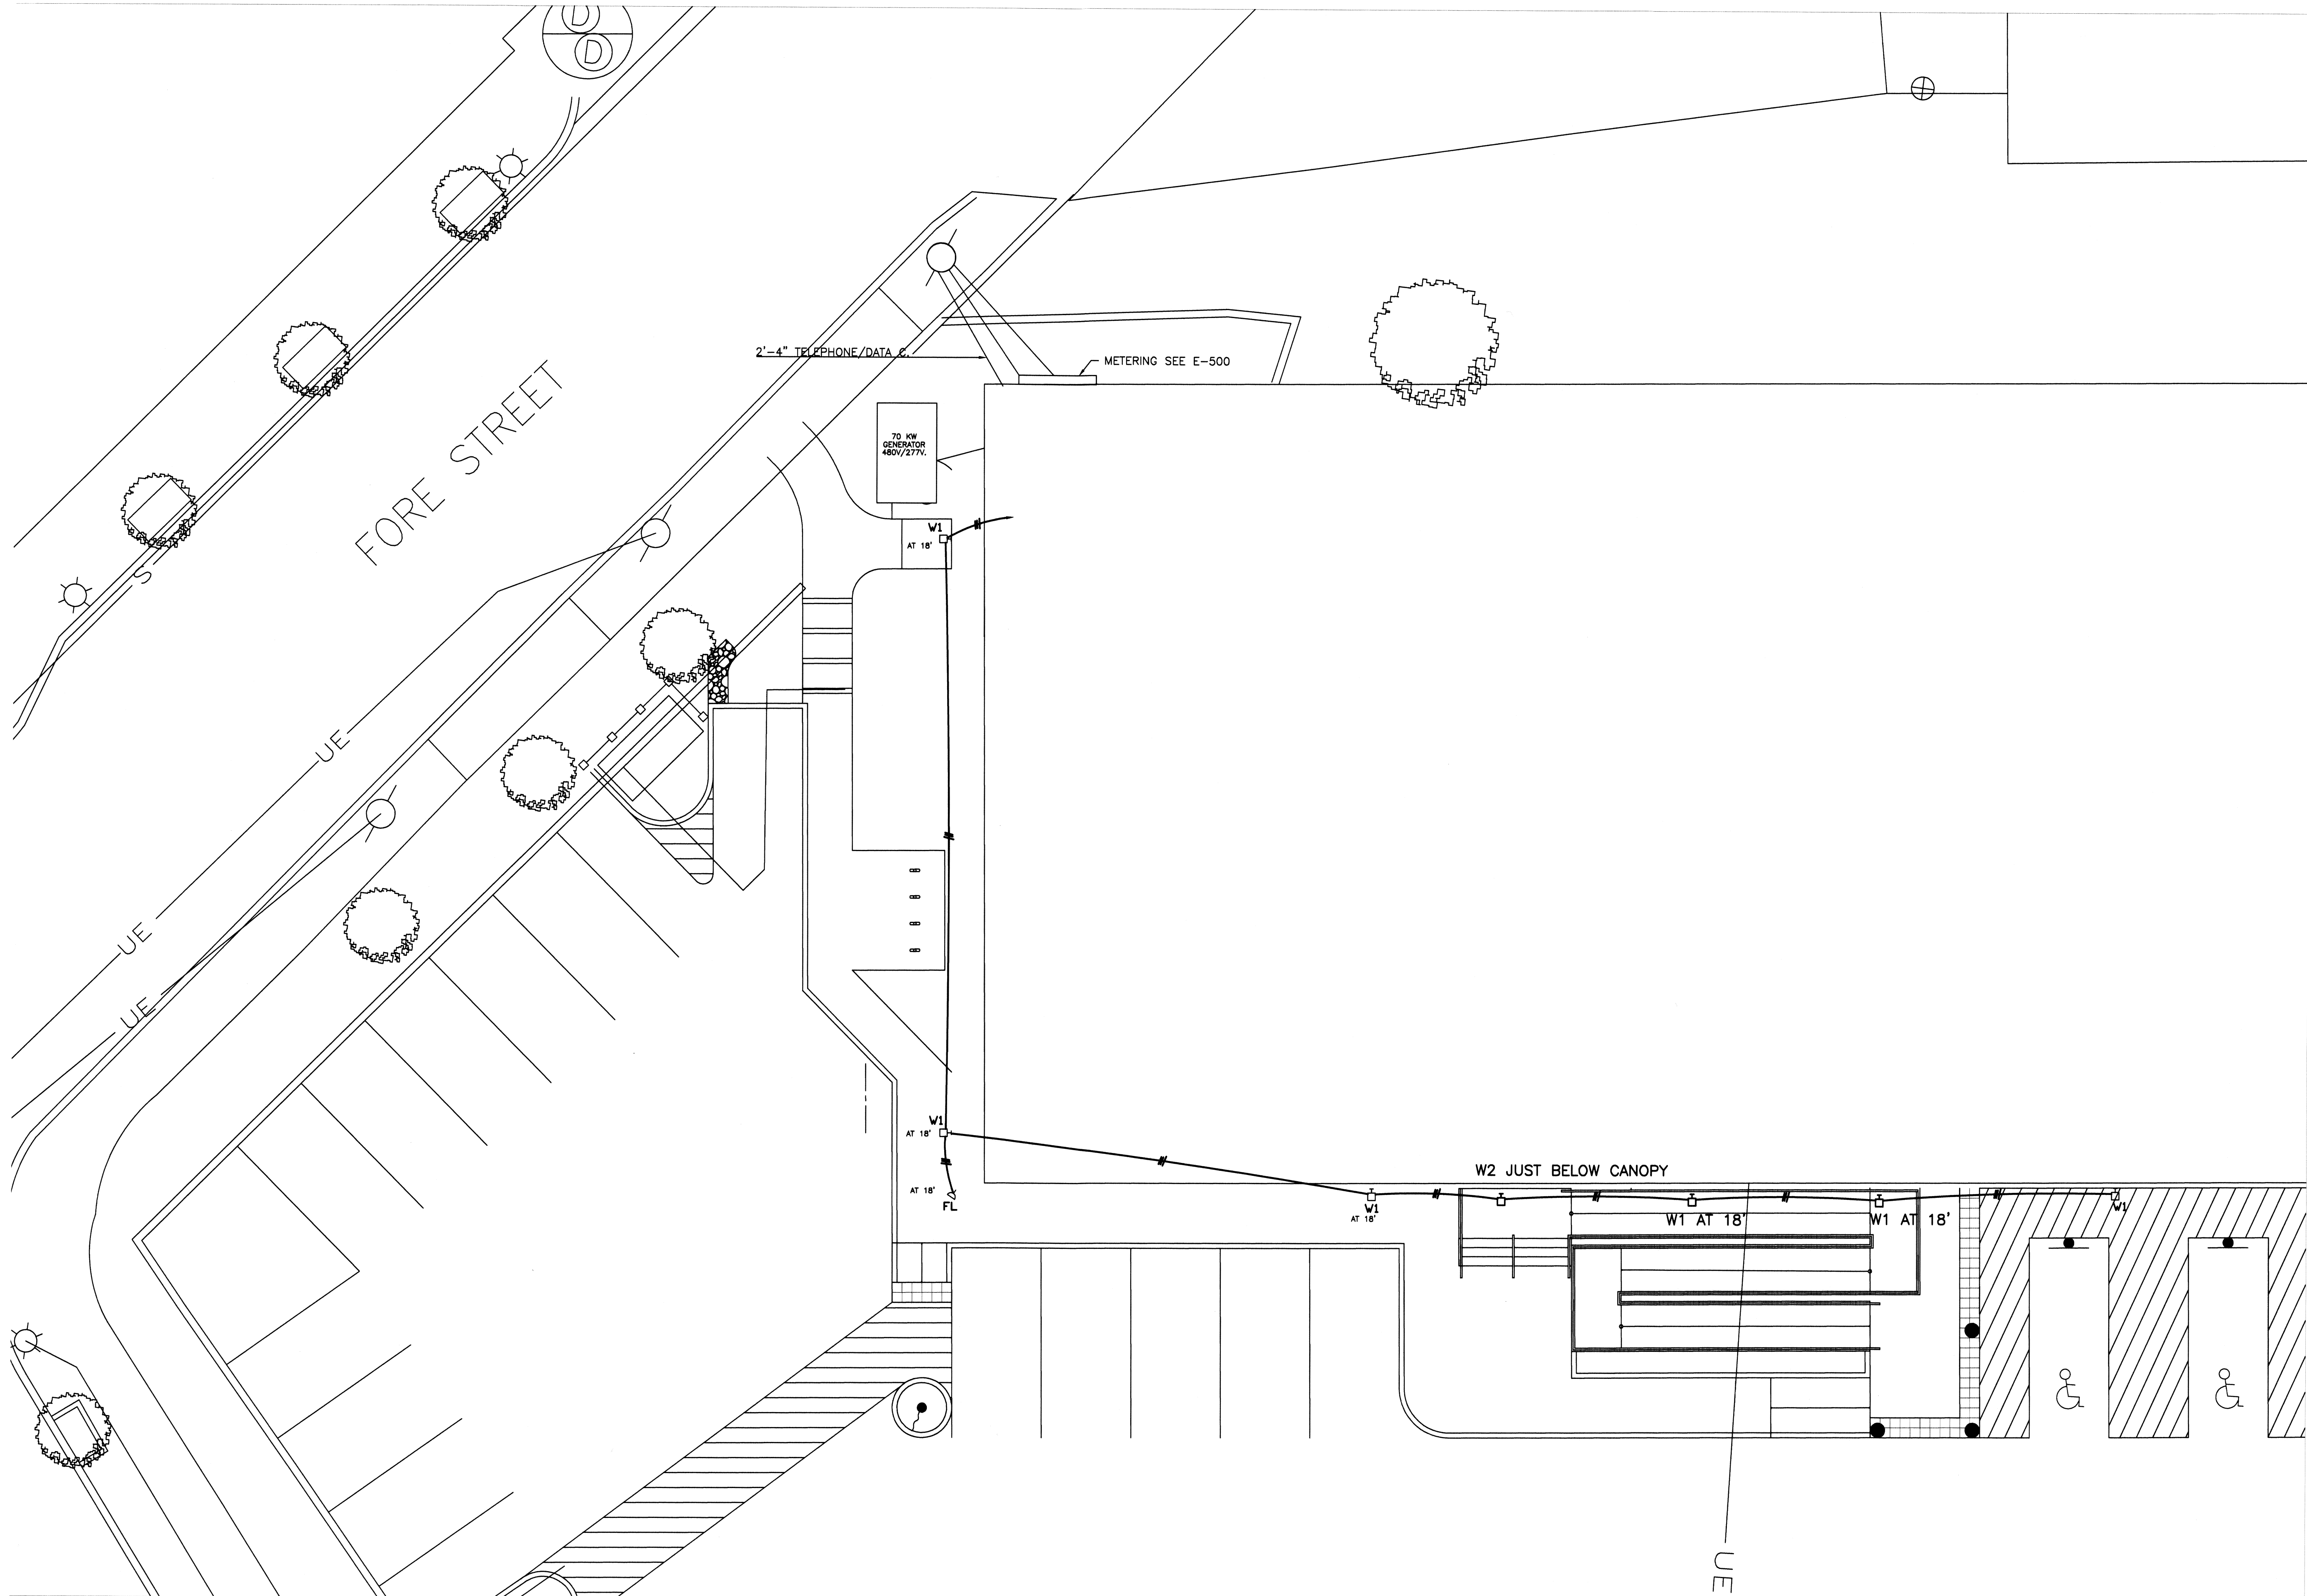 D
D
2'-4" TELEPHONE/DATA C.
METERING SEE E-500
FORE STREET
70 KW
GENERATOR
480V/277V.
W1
AT 18'
S
UE
UE
UE
W1
AT 18'
AT 18'
FL
W2 JUST BELOW CANOPY
W1
AT 18'
W1 AT 18'
W1 AT 18'
W1
UE